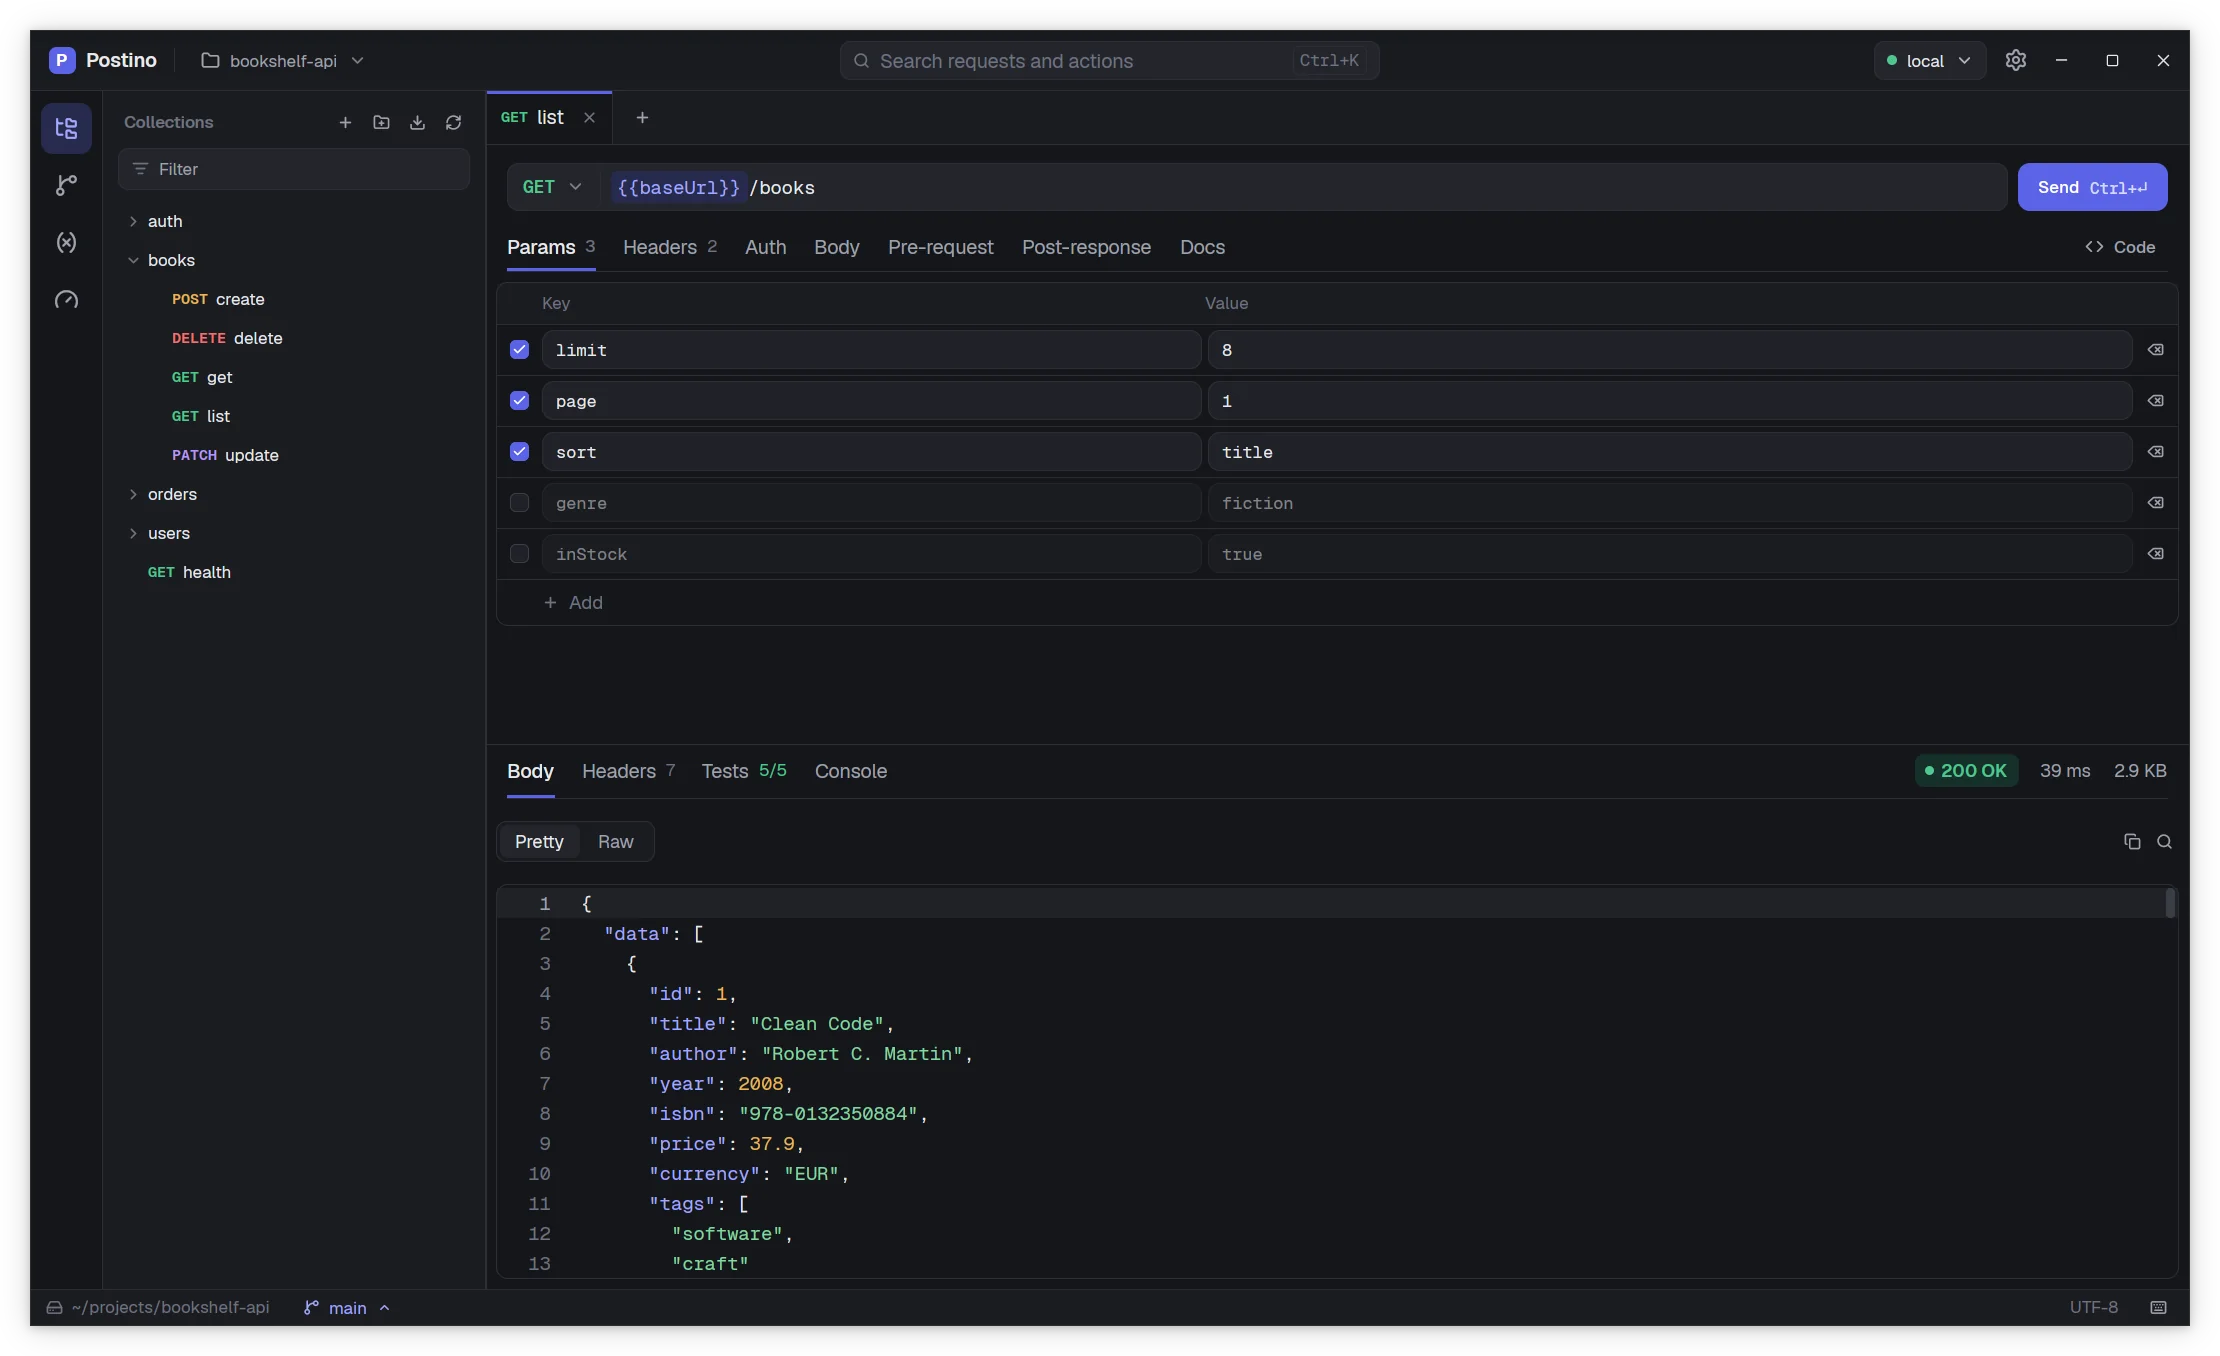 P Postino bookshelf-api Search requests and actions Ctrl+K local
Collections
Filter
auth
books
POST create
DELETE delete
GET get
GET list
PATCH update
orders
users
GET health
GET list
GET {{baseUrl}}/books Send Ctrl+↵
Params 3 Headers 2 Auth Body Pre-request Post-response Docs Code
Key Value
limit 8
page 1
sort title
genre fiction
inStock true
Add
Body Headers 7 Tests 5/5 Console 200 OK 39 ms 2.9 KB
Pretty Raw
1 {
2 "data": [
3 {
4 "id": 1,
5 "title": "Clean Code",
6 "author": "Robert C. Martin",
7 "year": 2008,
8 "isbn": "978-0132350884",
9 "price": 37.9,
10 "currency": "EUR",
11 "tags": [
12 "software",
13 "craft"
~/projects/bookshelf-api main UTF-8